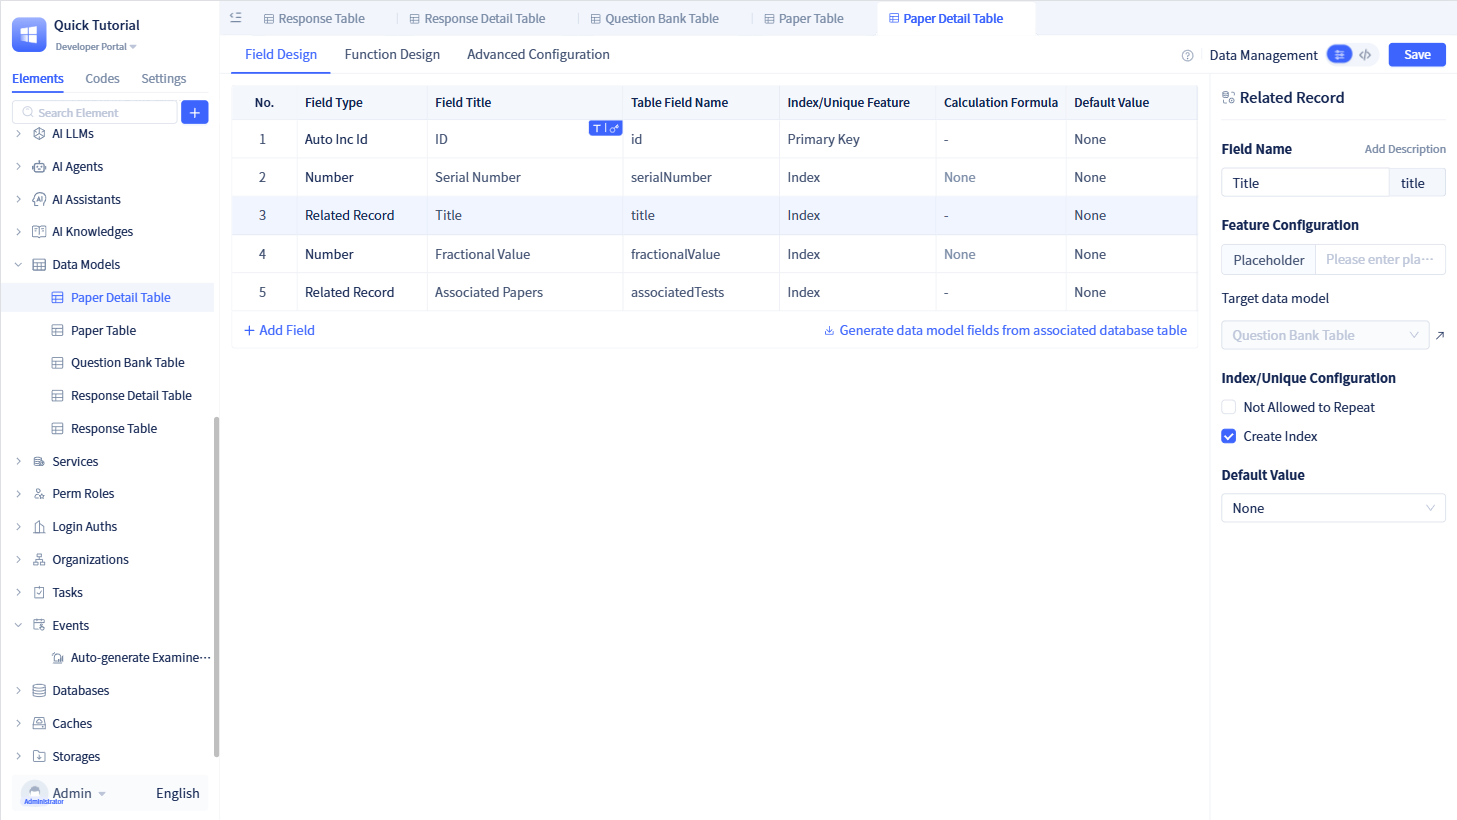 Quick Tutorial
Developer Portal
Elements Codes Settings
Search Element
AI LLMs
AI Agents
AI Assistants
AI Knowledges
Data Models
Paper Detail Table
Paper Table
Question Bank Table
Response Detail Table
Response Table
Services
Perm Roles
Login Auths
Organizations
Tasks
Events
Auto-generate Examine···
Databases
Caches
Storages
Admin
Administrator
English
Response Table Response Detail Table Question Bank Table Paper Table Paper Detail Table
Field Design Function Design Advanced Configuration
Data Management Save
No. Field Type Field Title Table Field Name Index/Unique Feature Calculation Formula Default Value
1 Auto Inc Id ID id Primary Key - None
2 Number Serial Number serialNumber Index None None
3 Related Record Title title Index - None
4 Number Fractional Value fractionalValue Index None None
5 Related Record Associated Papers associatedTests Index - None
+ Add Field Generate data model fields from associated database table
Related Record
Field Name Add Description
Title title
Feature Configuration
Placeholder Please enter pla···
Target data model
Question Bank Table
Index/Unique Configuration
Not Allowed to Repeat
Create Index
Default Value
None